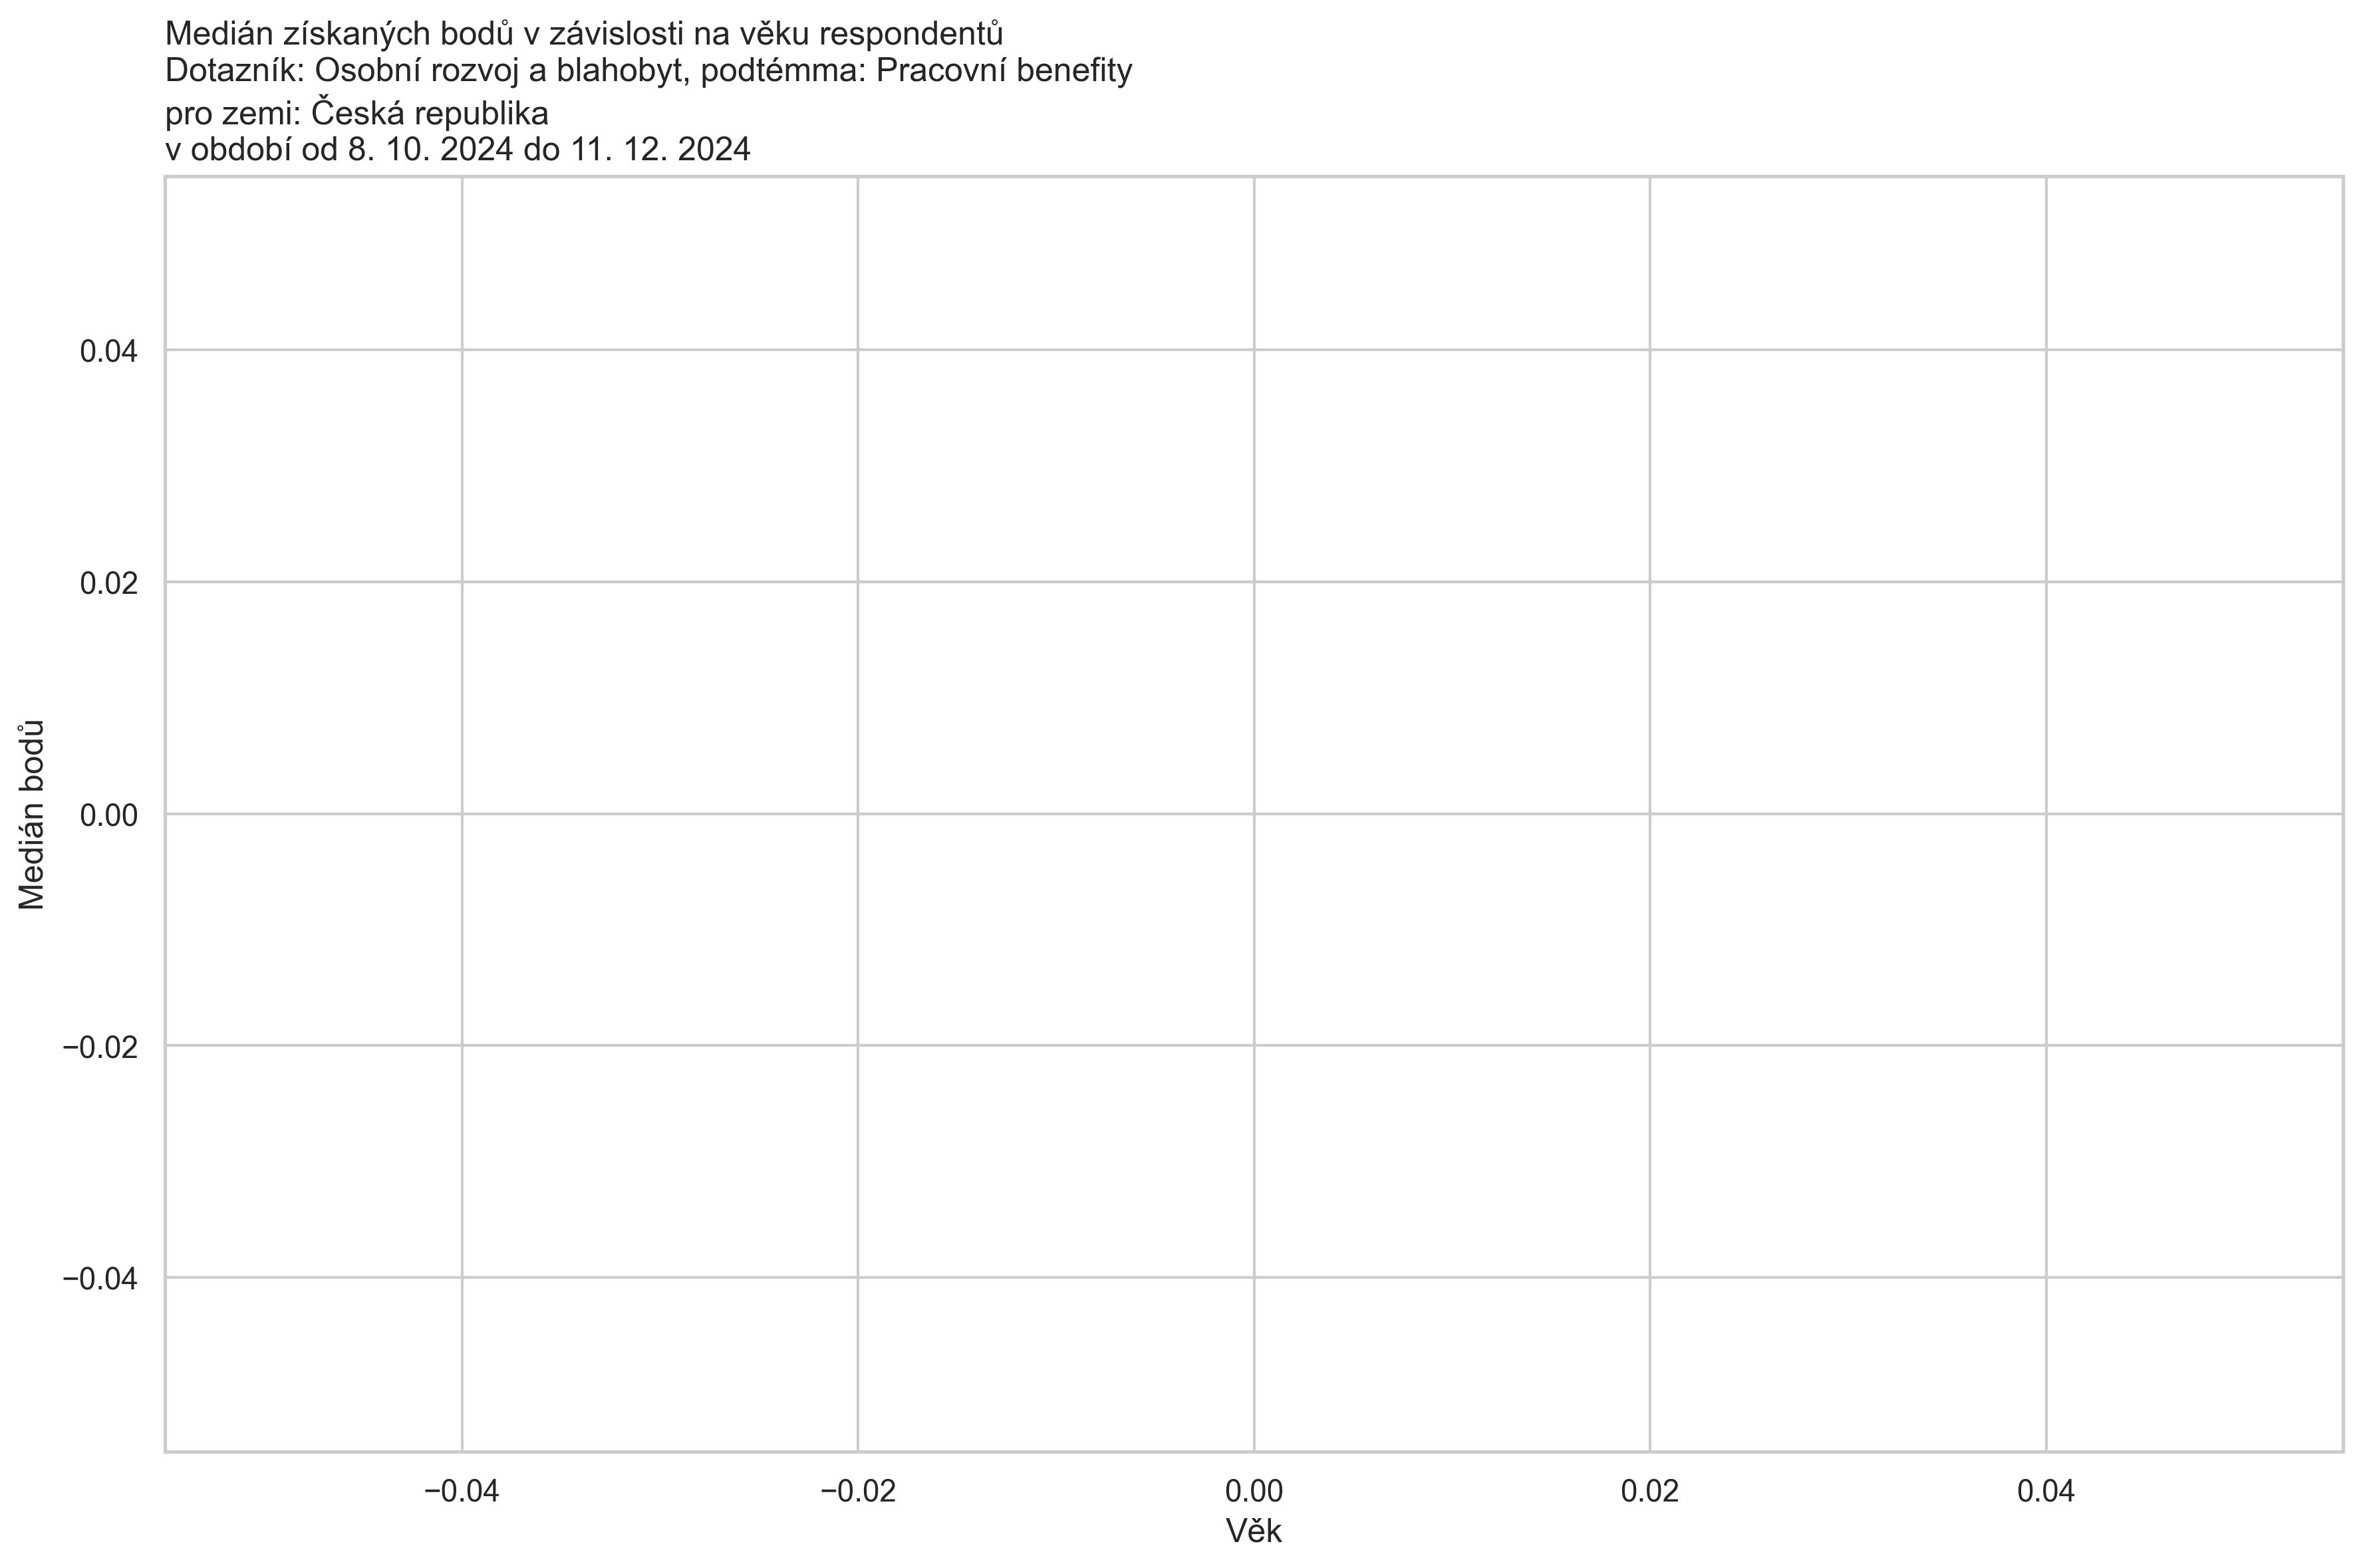 Medián získaných bodů v závislosti na věku respondentů
Dotazník: Osobní rozvoj a blahobyt, podtémma: Pracovní benefity
pro zemi: Česká republika
v období od 8. 10. 2024 do 11. 12. 2024
0.04
0.02
0.00
−0.02
−0.04
Medián bodů
−0.04
−0.02
0.00
0.02
0.04
Věk